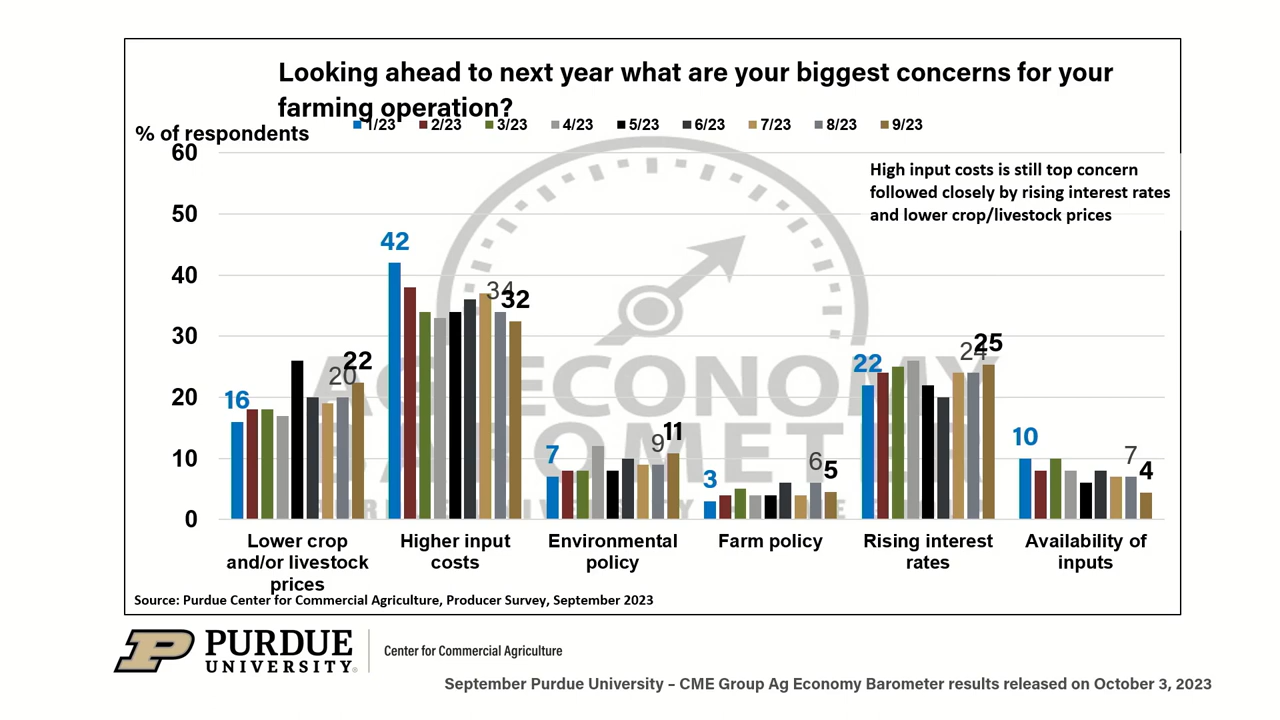 Looking ahead to next year what are your biggest concerns for your
farming operation?
% of respondents
1/23 2/23 3/23 4/23 5/23 6/23 7/23 8/23 9/23
High input costs is still top concern
followed closely by rising interest rates
and lower crop/livestock prices
60
50
40
30
20
10
0
16 20 22
42 34 32
7 9 11
3 6 5
22 24 25
10 7 4
AG ECONOMY
BAROMETER
Lower crop
and/or livestock
prices
Higher input
costs
Environmental
policy
Farm policy
Rising interest
rates
Availability of
inputs
Source: Purdue Center for Commercial Agriculture, Producer Survey, September 2023
PURDUE
UNIVERSITY®
Center for Commercial Agriculture
September Purdue University – CME Group Ag Economy Barometer results released on October 3, 2023